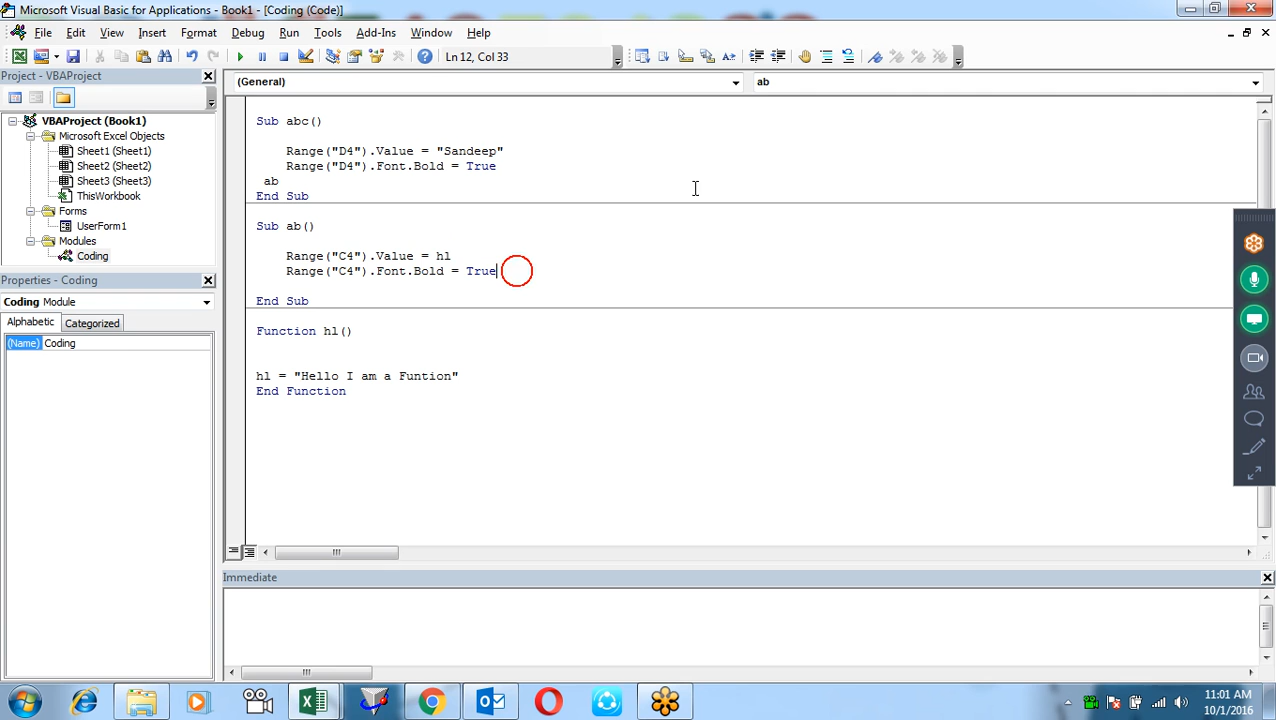 Microsoft Visual Basic for Applications - Book1 - [Coding (Code)]
File Edit View Insert Format Debug Run Tools Add-Ins Window Help
Ln 12, Col 33
Project - VBAProject
(General)
ab
VBAProject (Book1)
Microsoft Excel Objects
Sheet1 (Sheet1)
Sheet2 (Sheet2)
Sheet3 (Sheet3)
ThisWorkbook
Forms
UserForm1
Modules
Coding
Properties - Coding
Coding Module
Alphabetic Categorized
(Name) Coding
Sub abc()
Range("D4").Value = "Sandeep"
Range("D4").Font.Bold = True
ab
End Sub
Sub ab()
Range("C4").Value = hl
Range("C4").Font.Bold = True
End Sub
Function hl()
hl = "Hello I am a Funtion"
End Function
Immediate
11:01 AM
10/1/2016